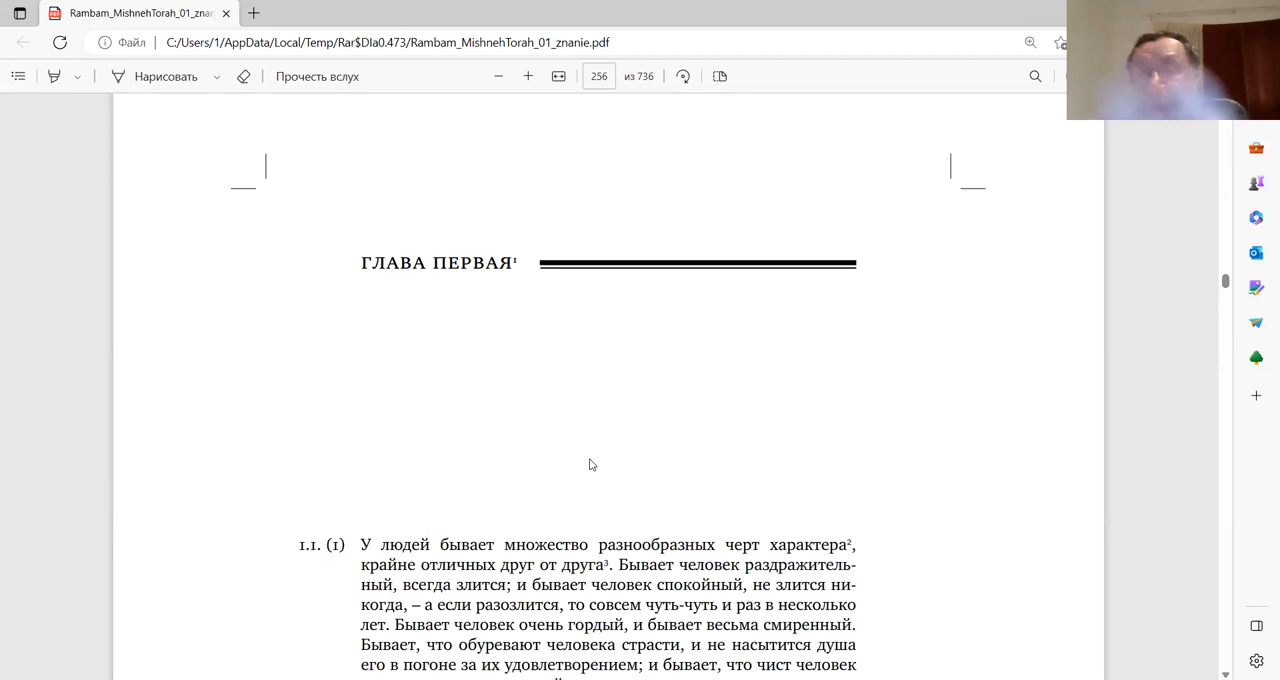 Rambam_MishnehTorah_01_znan
Файл
C:/Users/1/AppData/Local/Temp/Rar$DIa0.473/Rambam_MishnehTorah_01_znanie.pdf
Нарисовать
Прочесть вслух
256 из 736
ГЛАВА ПЕРВАЯ¹
1.1. (1) У людей бывает множество разнообразных черт характера²,
крайне отличных друг от друга³. Бывает человек раздражитель-
ный, всегда злится; и бывает человек спокойный, не злится ни-
когда, – а если разозлится, то совсем чуть-чуть и раз в несколько
лет. Бывает человек очень гордый, и бывает весьма смиренный.
Бывает, что обуревают человека страсти, и не насытится душа
его в погоне за их удовлетворением; и бывает, что чист человек